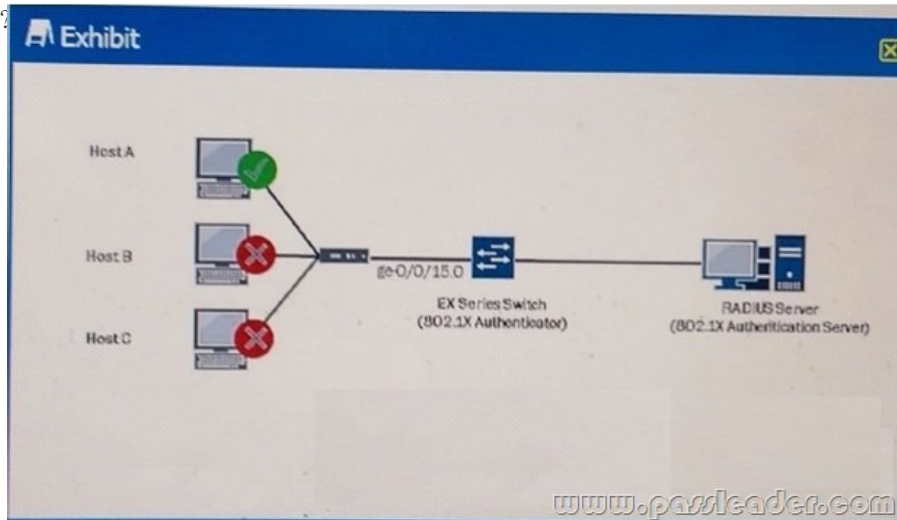 ?
Exhibit
Host A
Host B
Host C
ge-0/0/15.0
EX Series Switch
(802.1X Authenticator)
RADIUS Server
(802.1X Authentication Server)
www.passleader.com